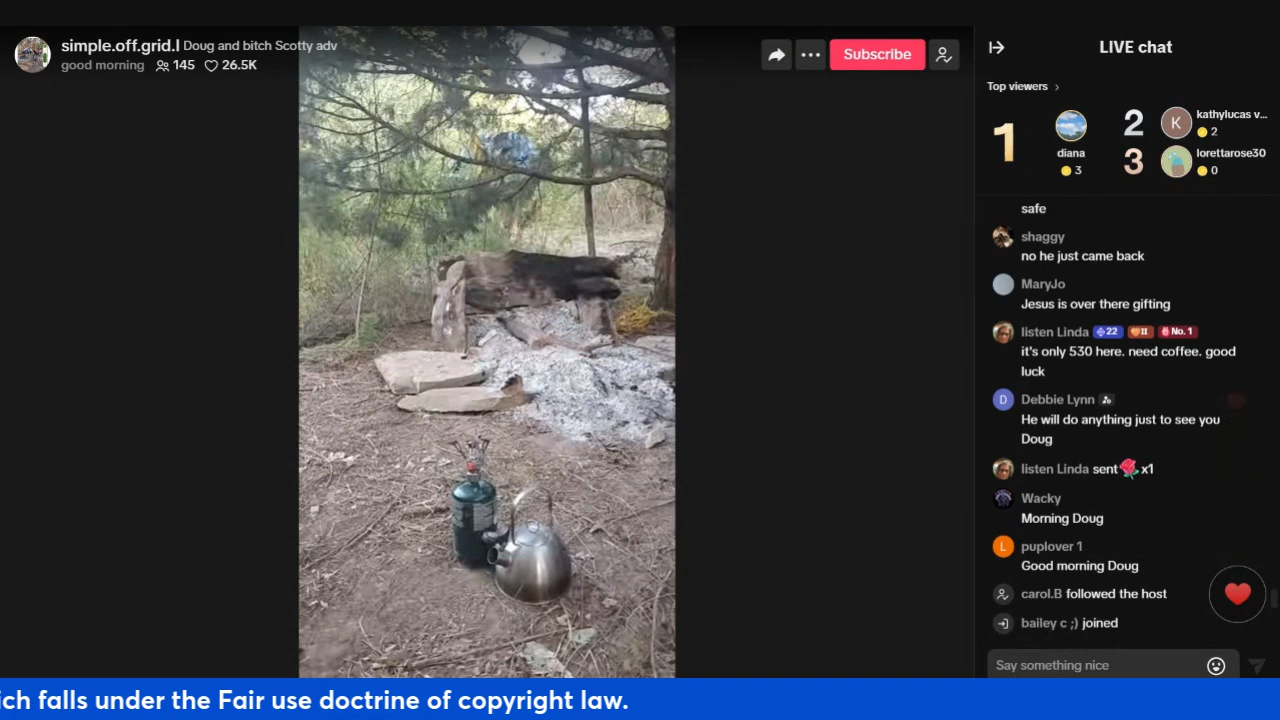 simple.off.grid.l Doug and bitch Scotty adv
good morning 145 26.5K
Subscribe
LIVE chat
Top viewers
1
diana
3
2
K
kathylucas v...
2
3
lorettarose30
0
safe
shaggy
no he just came back
MaryJo
Jesus is over there gifting
listen Linda 22 II No. 1
it's only 530 here. need coffee. good
luck
D Debbie Lynn
He will do anything just to see you
Doug
listen Linda sent x1
Wacky
Morning Doug
L puplover 1
Good morning Doug
carol.B followed the host
bailey c ;) joined
Say something nice
ich falls under the Fair use doctrine of copyright law.